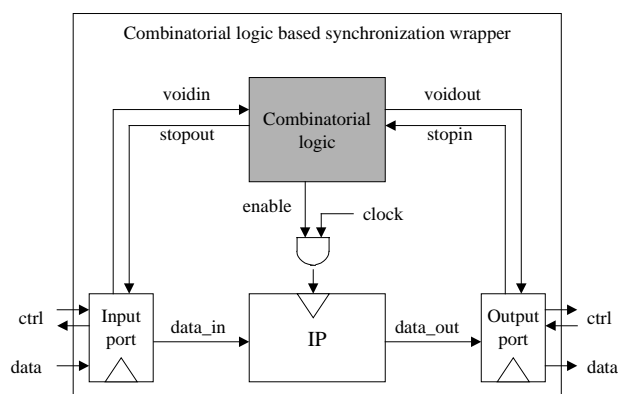 Combinatorial logic based synchronization wrapper
voidin
voidout
Combinatorial
logic
stopout
stopin
enable
clock
ctrl
Input
port
data_in
IP
data_out
Output
port
ctrl
data
data